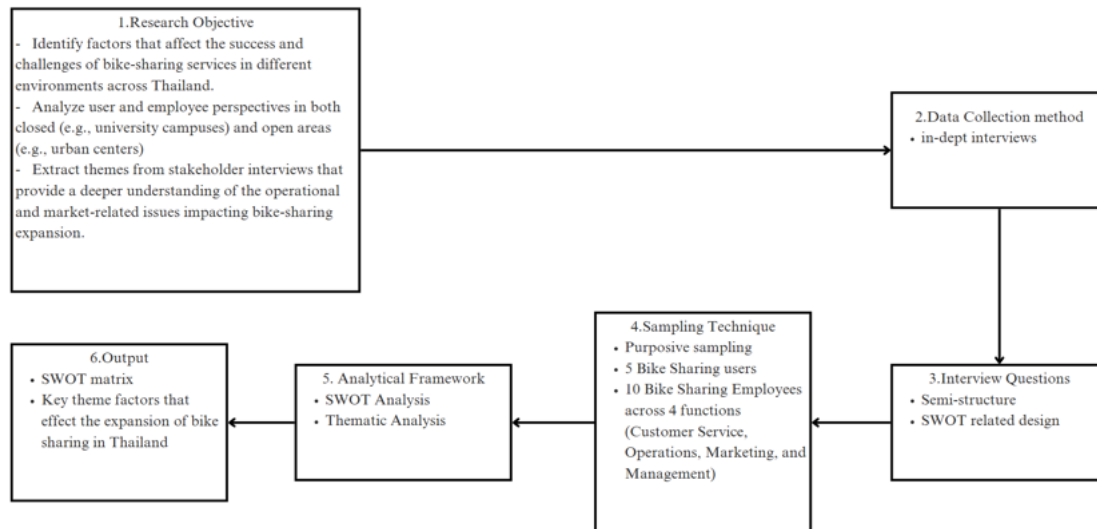 1.Research Objective
- Identify factors that affect the success and
challenges of bike-sharing services in different
environments across Thailand.
- Analyze user and employee perspectives in both
closed (e.g., university campuses) and open areas
(e.g., urban centers)
- Extract themes from stakeholder interviews that
provide a deeper understanding of the operational
and market-related issues impacting bike-sharing
expansion.
2.Data Collection method
• in-dept interviews
3.Interview Questions
• Semi-structure
• SWOT related design
4.Sampling Technique
• Purposive sampling
• 5 Bike Sharing users
• 10 Bike Sharing Employees
across 4 functions
(Customer Service,
Operations, Marketing, and
Management)
5. Analytical Framework
• SWOT Analysis
• Thematic Analysis
6.Output
• SWOT matrix
• Key theme factors that
effect the expansion of bike
sharing in Thailand